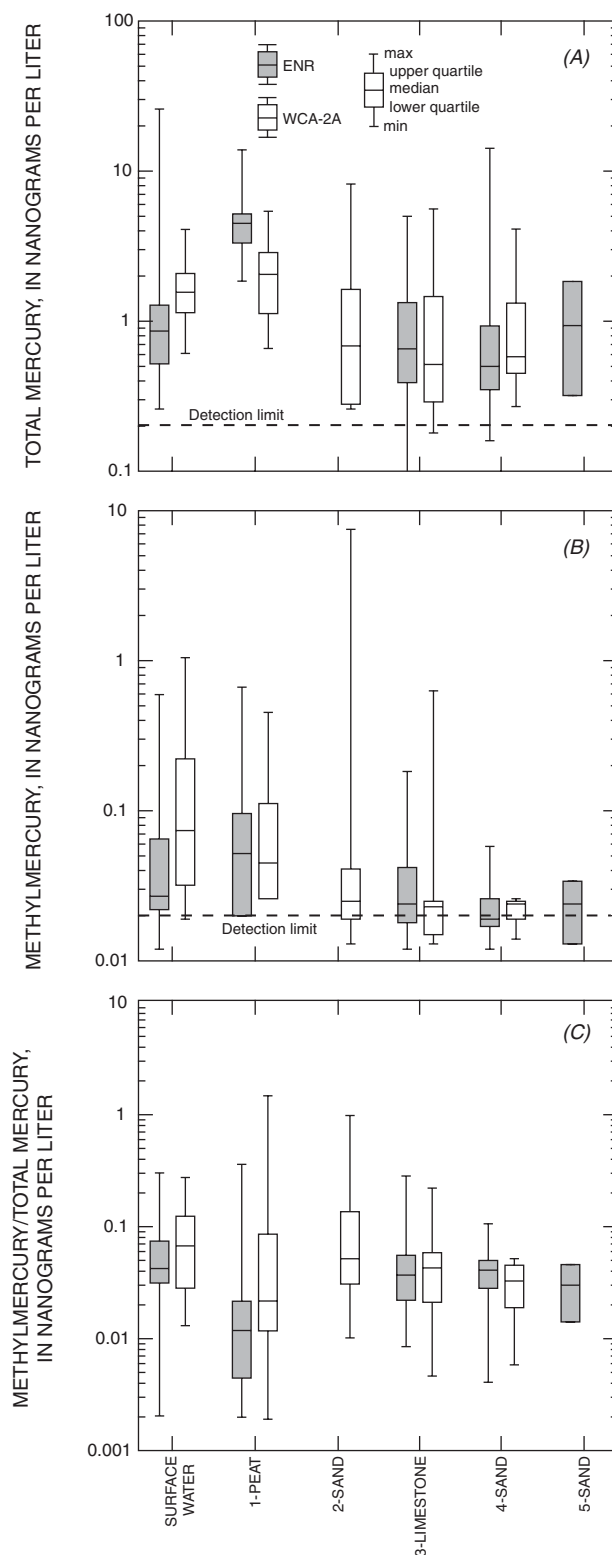 TOTAL MERCURY, IN NANOGRAMS PER LITER
100
10
1
0.1
(A)
ENR
WCA-2A
max
upper quartile
median
lower quartile
min
Detection limit
METHYLMERCURY, IN NANOGRAMS PER LITER
10
1
0.1
0.01
(B)
Detection limit
METHYLMERCURY/TOTAL MERCURY,
IN NANOGRAMS PER LITER
10
1
0.1
0.01
0.001
(C)
SURFACE
WATER
1-PEAT
2-SAND
3-LIMESTONE
4-SAND
5-SAND